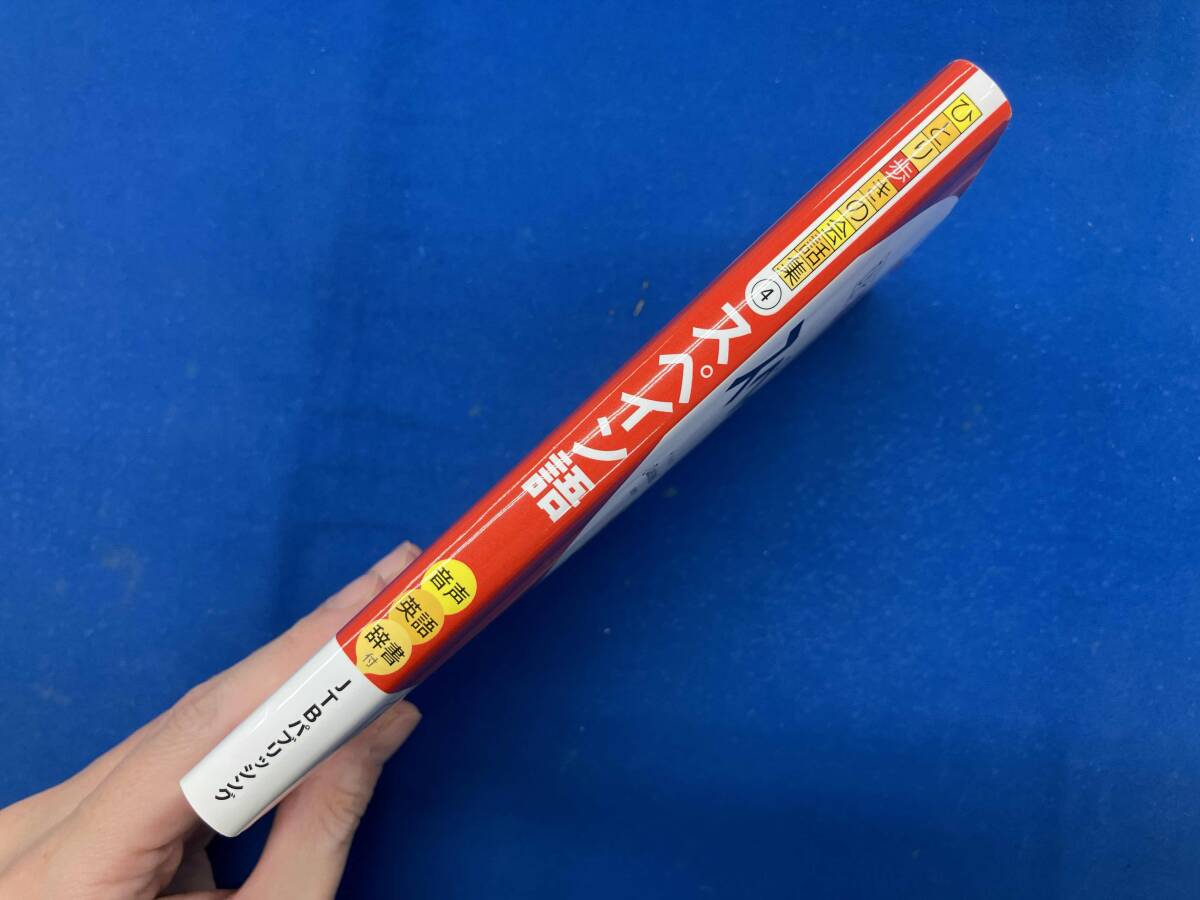 ひとり歩きの会話集④
スペイン語
音声
英語
辞書付
JTBパブリッシング